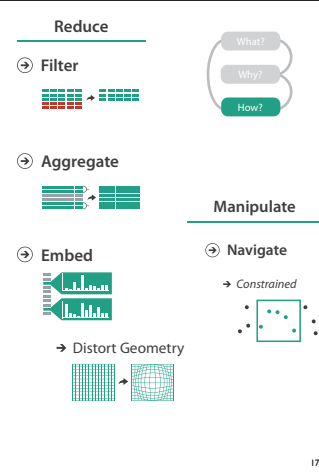 Reduce
Filter
Aggregate
Embed
Distort Geometry
What?
Why?
How?
Manipulate
Navigate
Constrained
17